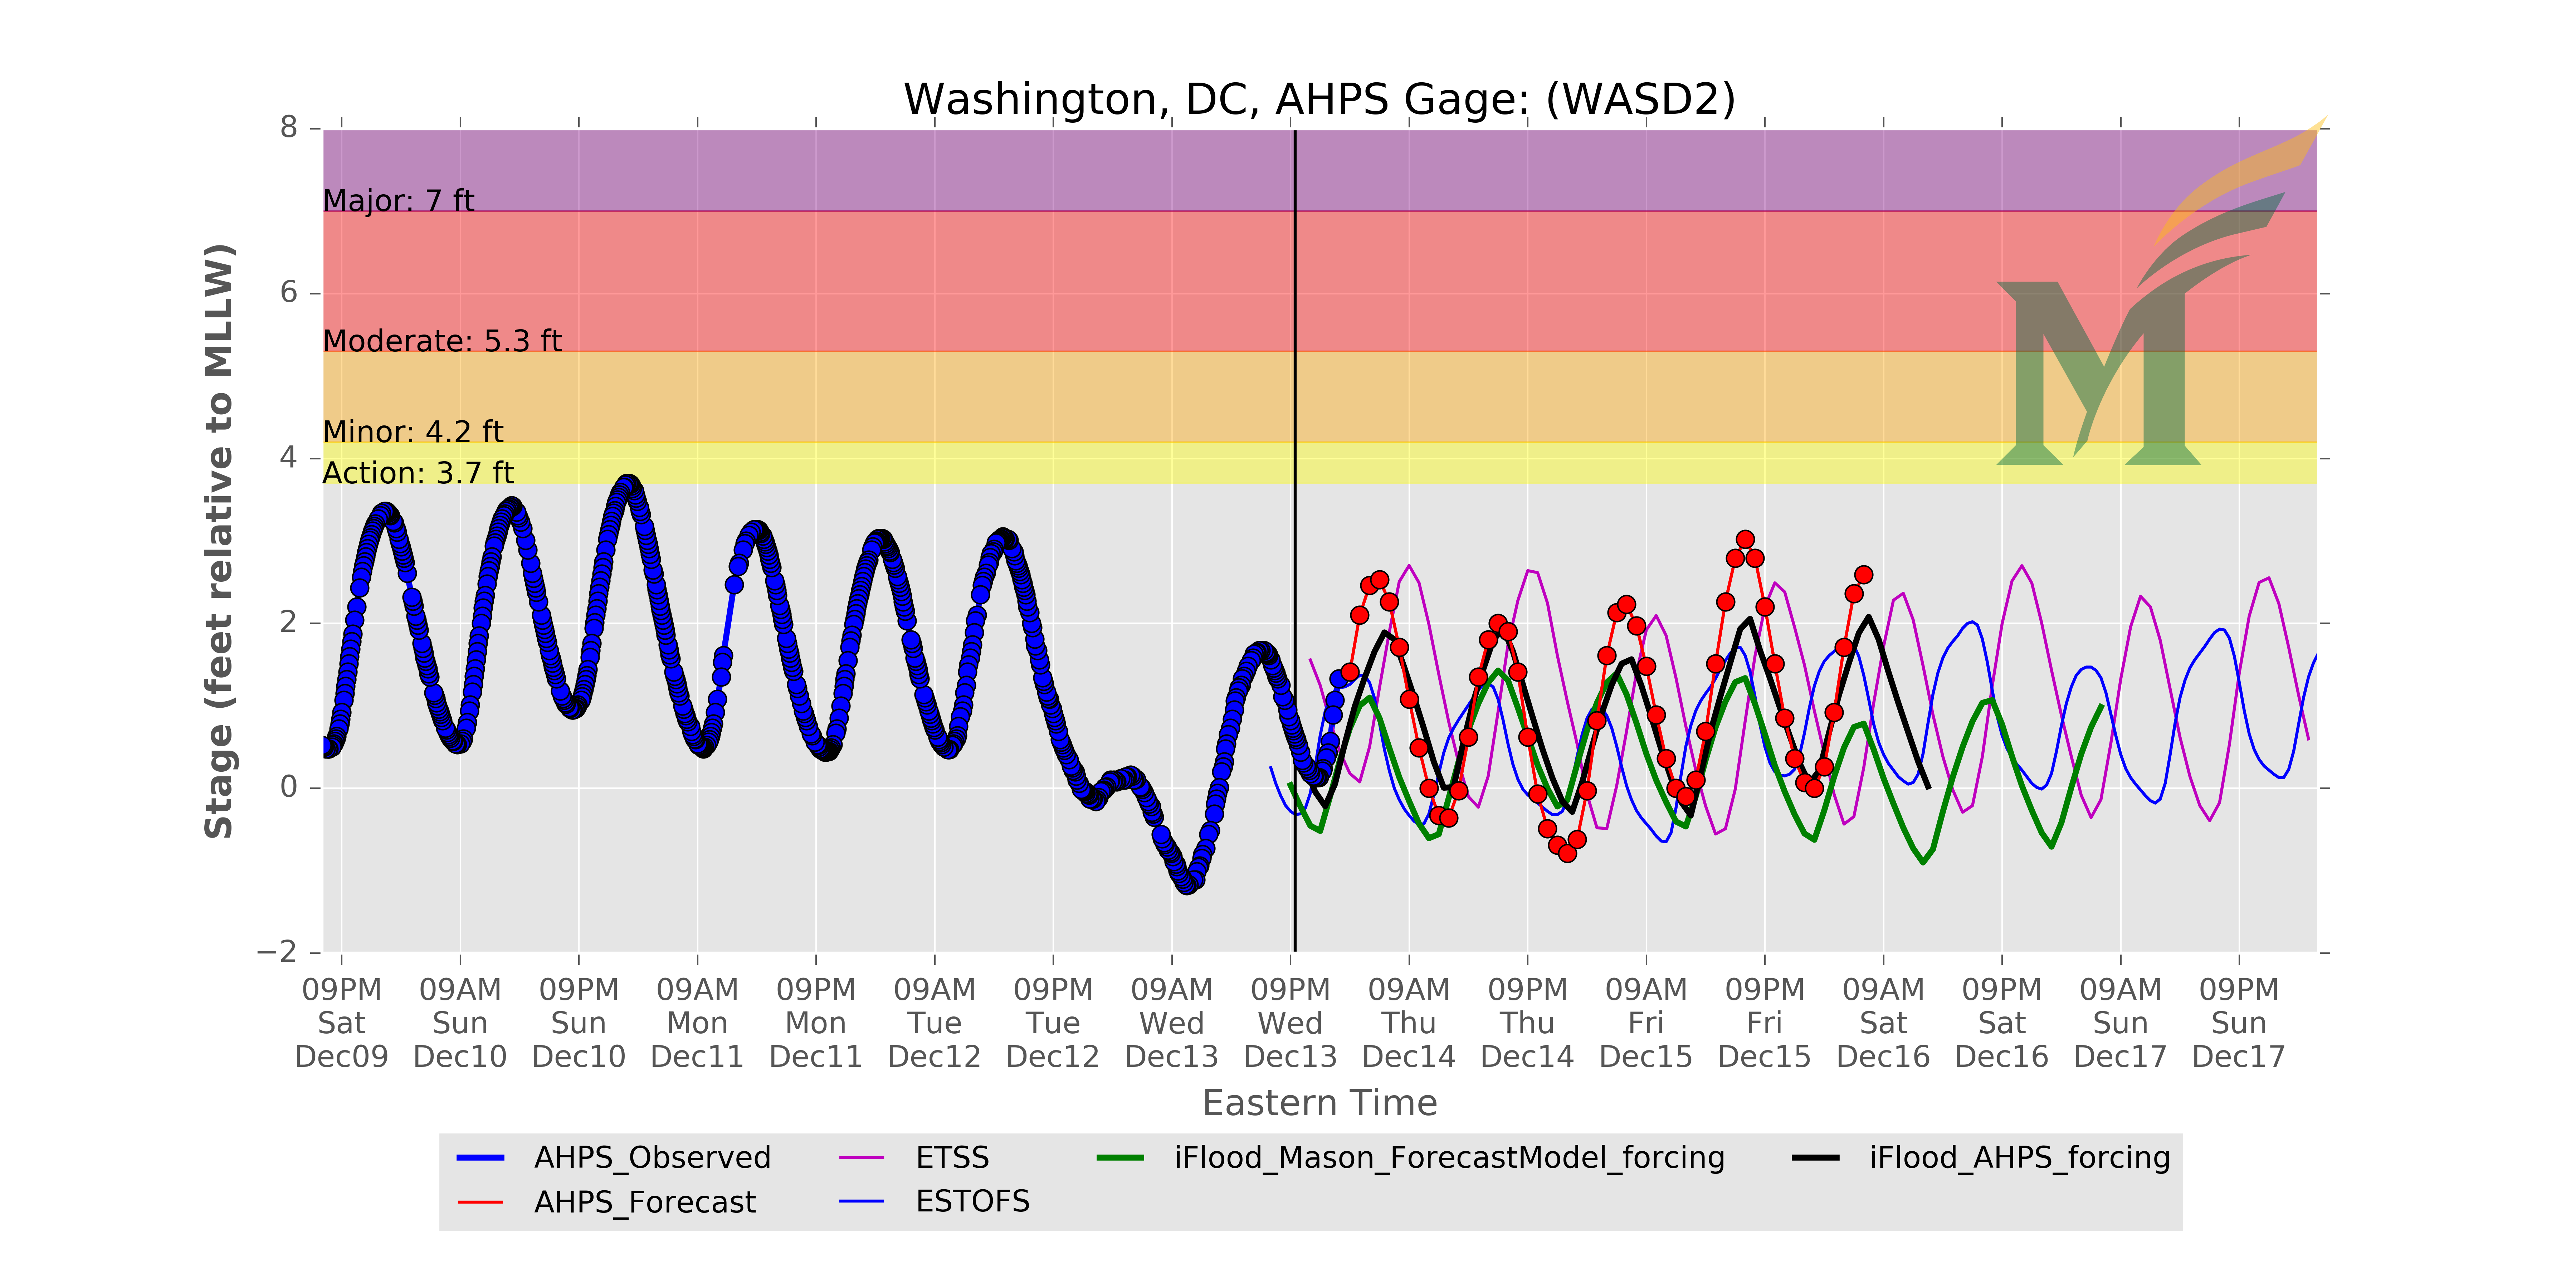 Washington, DC, AHPS Gage: (WASD2)
Stage (feet relative to MLLW)
8
6
4
2
0
−2
Major: 7 ft
Moderate: 5.3 ft
Minor: 4.2 ft
Action: 3.7 ft
M
09PM 09AM 09PM 09AM 09PM 09AM 09PM 09AM 09PM 09AM 09PM 09AM 09PM 09AM 09PM 09AM 09PM
Sat Sun Sun Mon Mon Tue Tue Wed Wed Thu Thu Fri Fri Sat Sat Sun Sun
Dec09 Dec10 Dec10 Dec11 Dec11 Dec12 Dec12 Dec13 Dec13 Dec14 Dec14 Dec15 Dec15 Dec16 Dec16 Dec17 Dec17
Eastern Time
AHPS_Observed ETSS iFlood_Mason_ForecastModel_forcing iFlood_AHPS_forcing
AHPS_Forecast ESTOFS